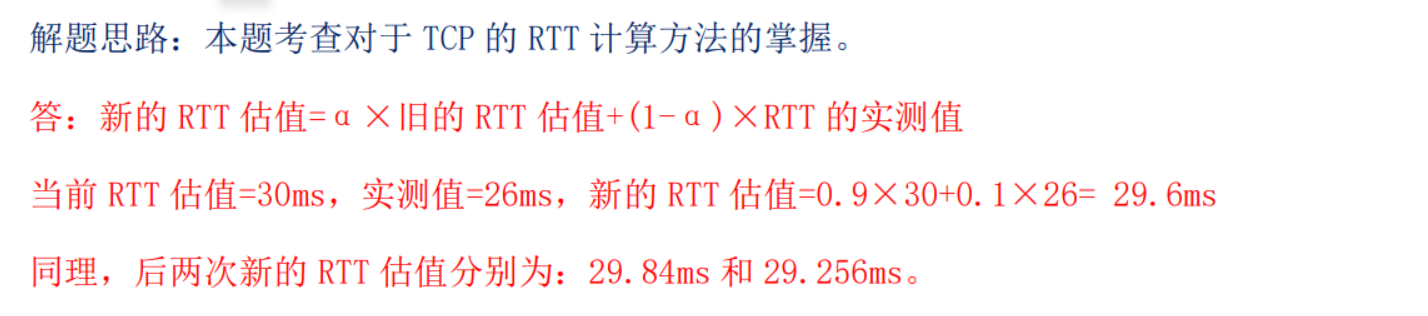 解题思路：本题考查对于 TCP 的 RTT 计算方法的掌握。
答：新的 RTT 估值=α×旧的 RTT 估值+(1-α)×RTT 的实测值
当前 RTT 估值=30ms，实测值=26ms，新的 RTT 估值=0.9×30+0.1×26= 29.6ms
同理，后两次新的 RTT 估值分别为：29.84ms 和 29.256ms。